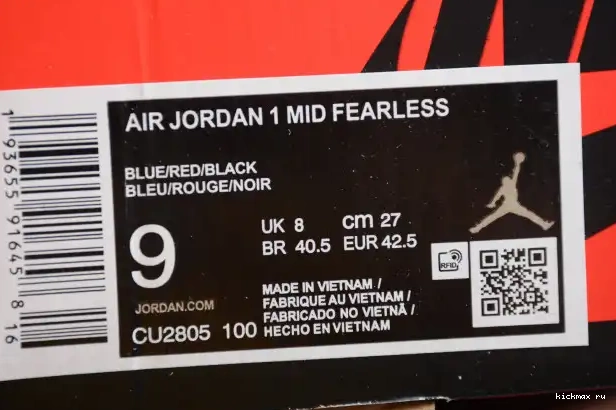 AIR JORDAN 1 MID FEARLESS
BLUE/RED/BLACK
BLEU/ROUGE/NOIR
9
UK 8 cm 27
BR 40.5 EUR 42.5
RFID
JORDAN.COM
CU2805 100
MADE IN VIETNAM /
FABRIQUE AU VIETNAM /
FABRICADO NO VIETNÃ /
HECHO EN VIETNAM
1 93655 91645 8 16
kickmax ru